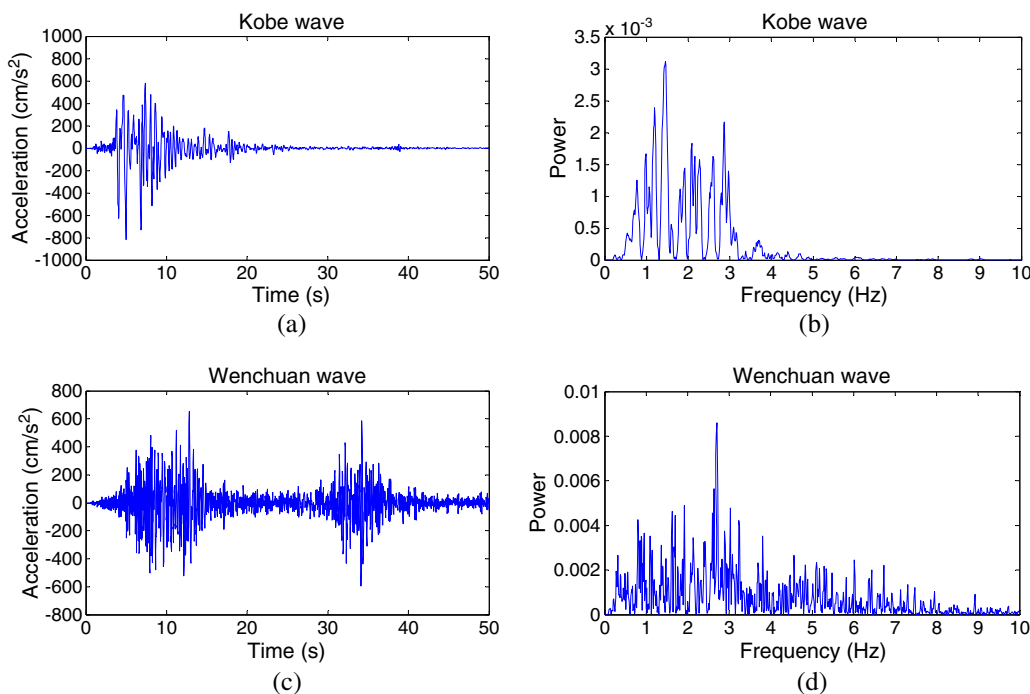 Kobe wave
1000
800
600
400
200
0
-200
-400
-600
-800
-1000
Acceleration (cm/s²)
0 10 20 30 40 50
Time (s)
(a)
Kobe wave
x 10⁻³
3.5
3
2.5
2
1.5
1
0.5
0
Power
0 1 2 3 4 5 6 7 8 9 10
Frequency (Hz)
(b)
Wenchuan wave
800
600
400
200
0
-200
-400
-600
-800
Acceleration (cm/s²)
0 10 20 30 40 50
Time (s)
(c)
Wenchuan wave
0.01
0.008
0.006
0.004
0.002
0
Power
0 1 2 3 4 5 6 7 8 9 10
Frequency (Hz)
(d)